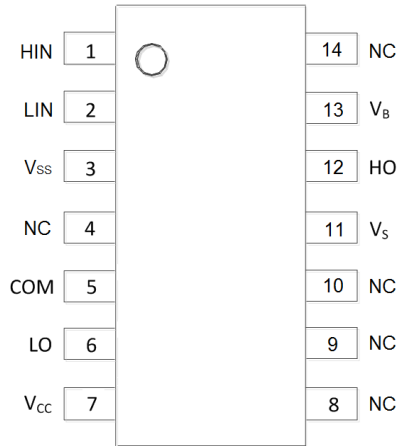 HIN 1 14 NC
LIN 2 13 VB
VSS 3 12 HO
NC 4 11 VS
COM 5 10 NC
LO 6 9 NC
VCC 7 8 NC